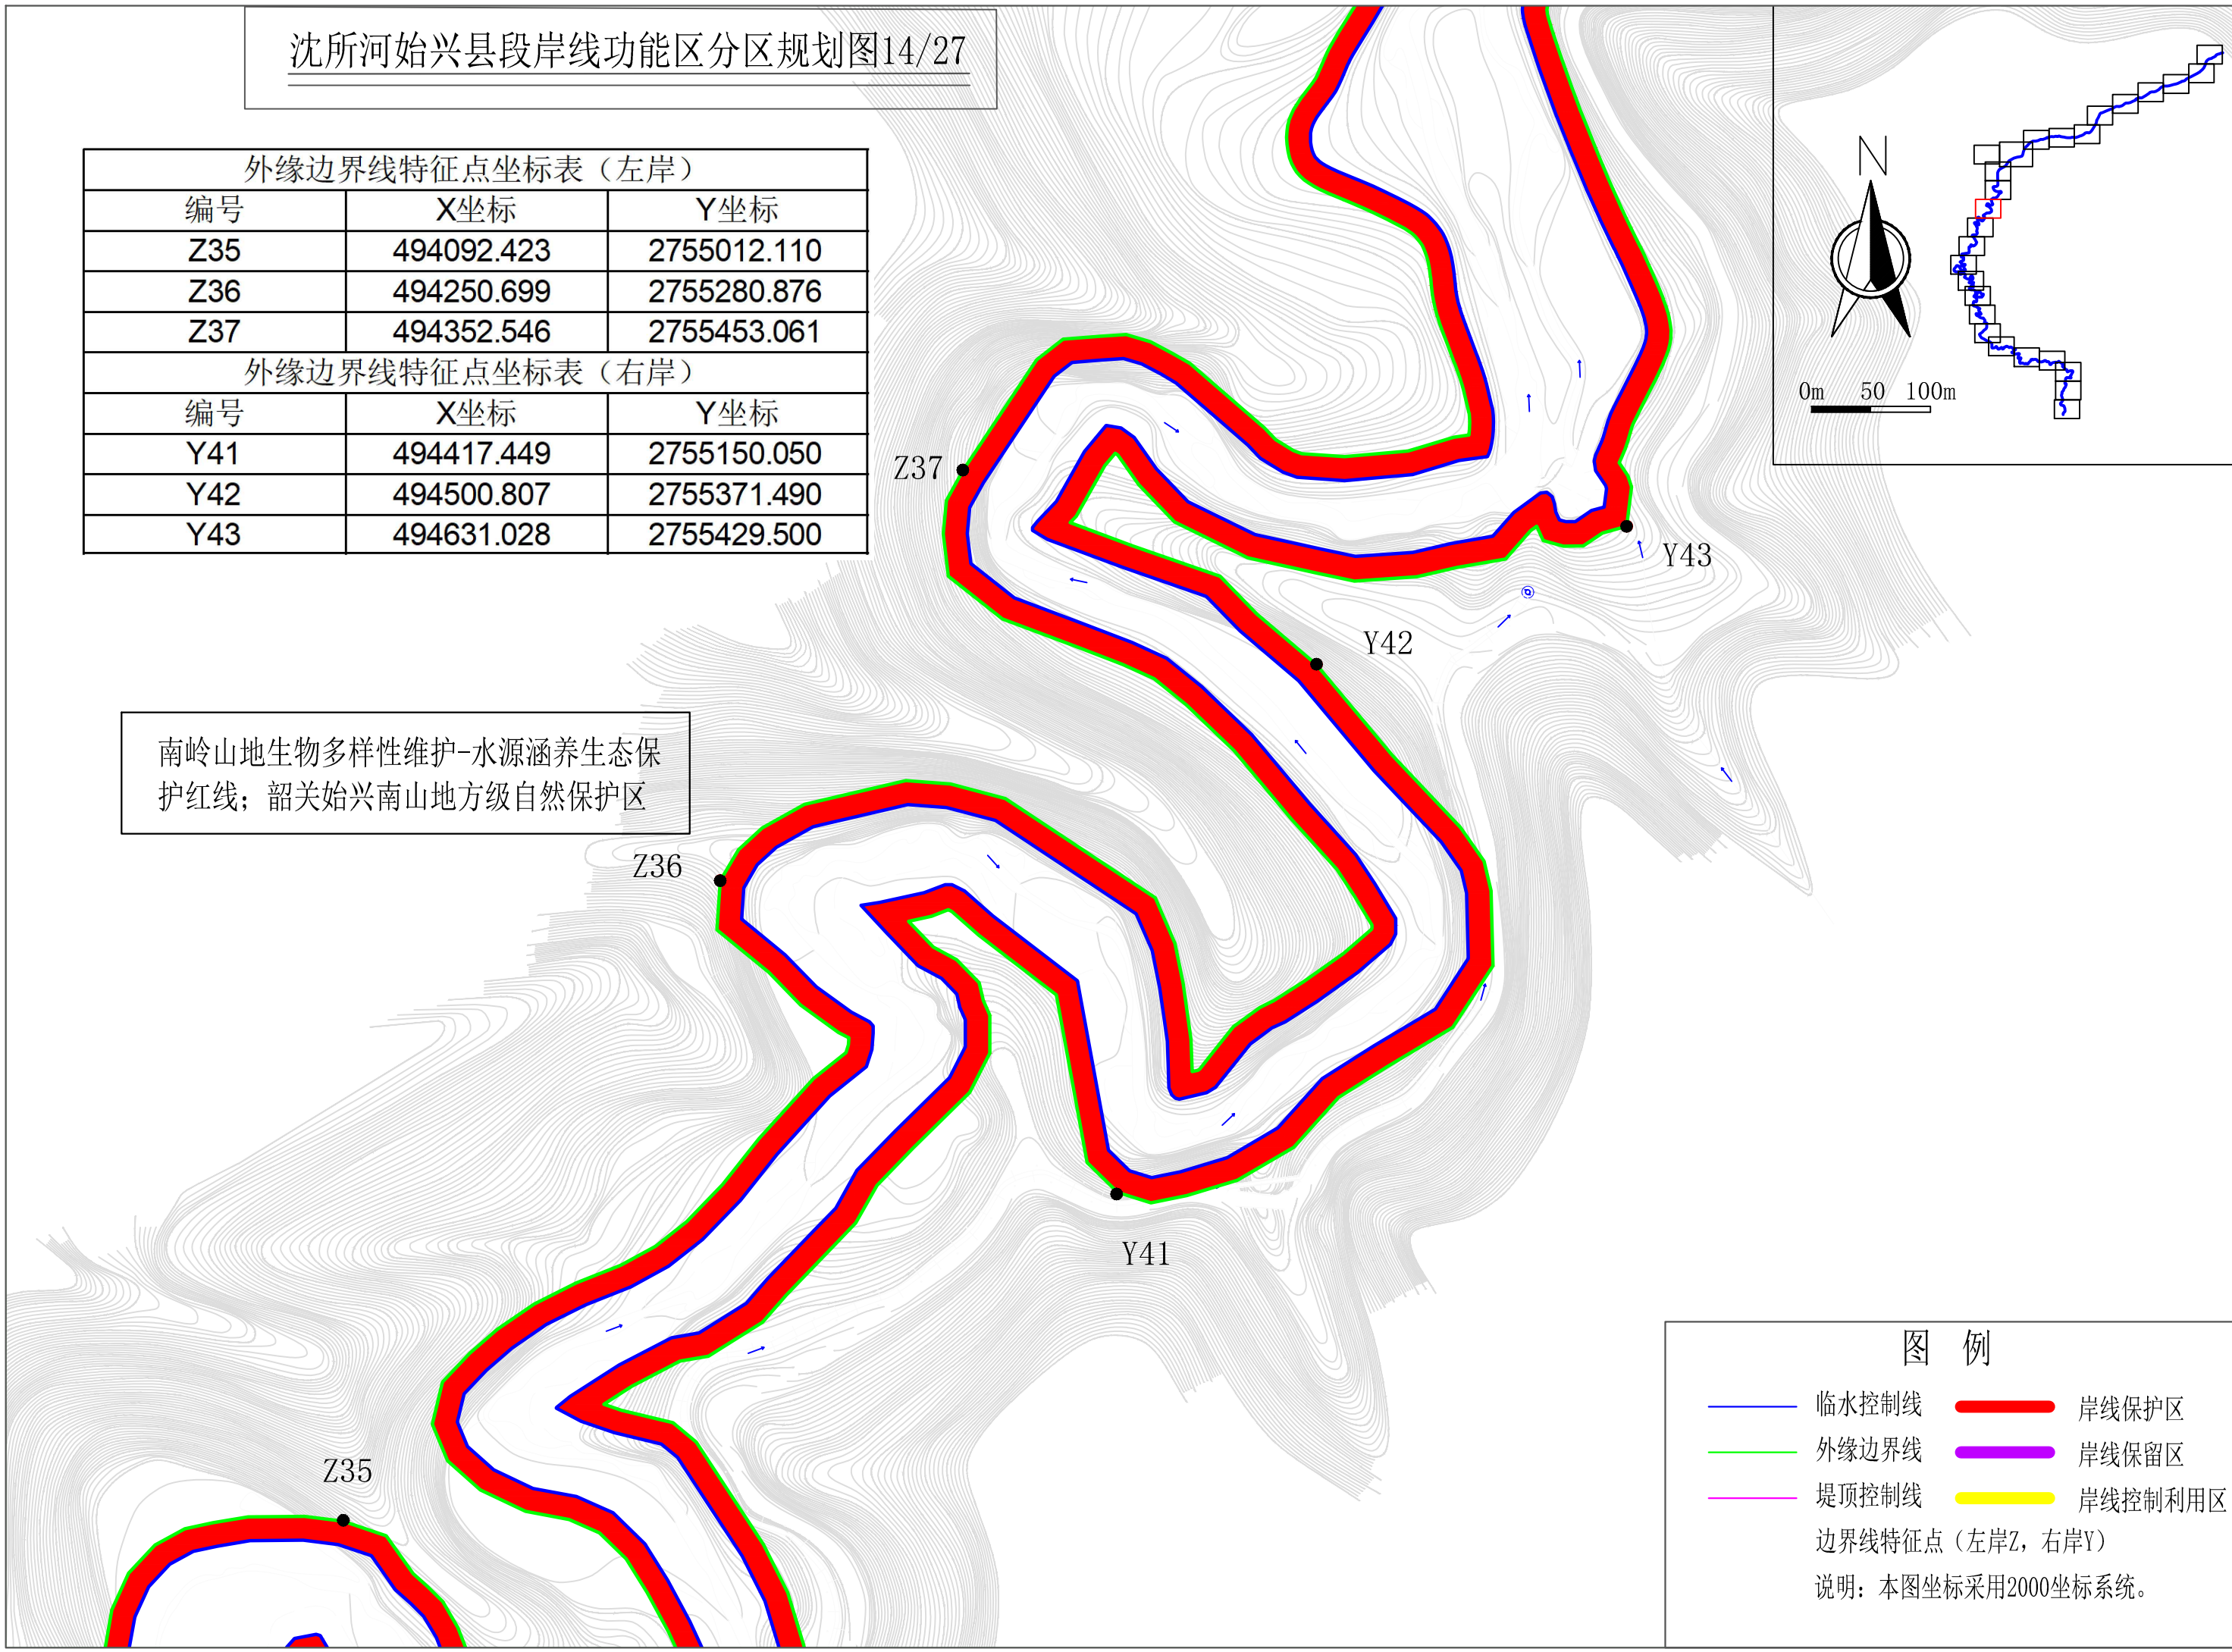 沈所河始兴县段岸线功能区分区规划图14/27
外缘边界线特征点坐标表（左岸）
编号 X坐标 Y坐标
Z35 494092.423 2755012.110
Z36 494250.699 2755280.876
Z37 494352.546 2755453.061
外缘边界线特征点坐标表（右岸）
编号 X坐标 Y坐标
Y41 494417.449 2755150.050
Y42 494500.807 2755371.490
Y43 494631.028 2755429.500
N
0m 50 100m
Z37
Y43
Y42
南岭山地生物多样性维护-水源涵养生态保
护红线；韶关始兴南山地方级自然保护区
Z36
Y41
Z35
图 例
临水控制线 岸线保护区
外缘边界线 岸线保留区
堤顶控制线 岸线控制利用区
边界线特征点（左岸Z，右岸Y）
说明：本图坐标采用2000坐标系统。